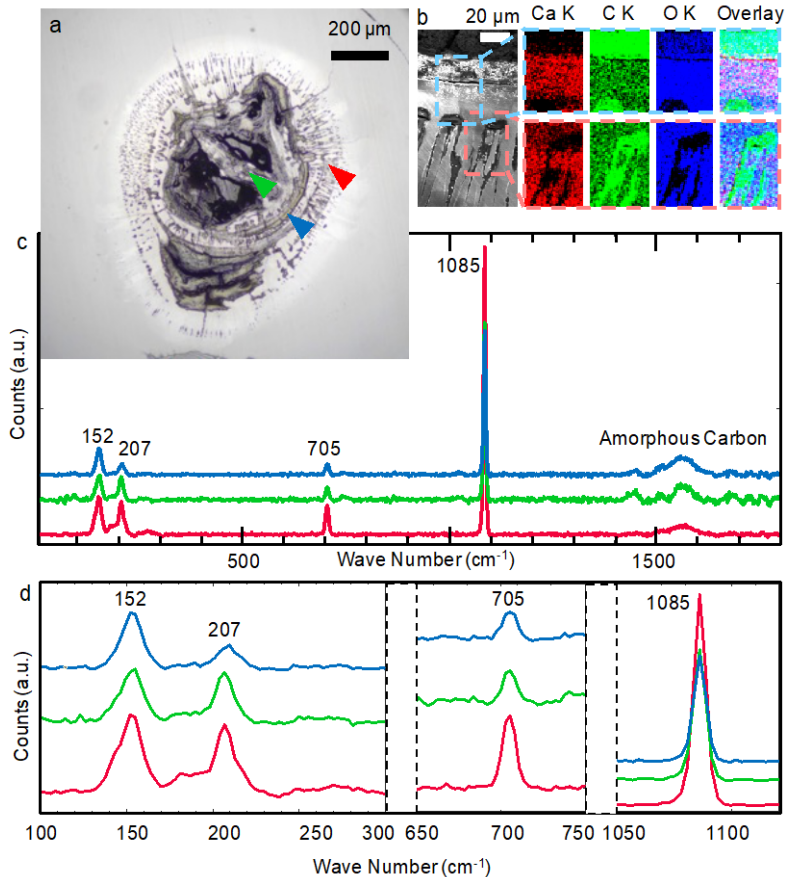 a
200 µm
b
20 µm
Ca K
C K
O K
Overlay
c
1085
Counts (a.u.)
152
207
705
Amorphous Carbon
500
Wave Number (cm-1)
1500
d
152
207
705
1085
Counts (a.u.)
100 150 200 250 300 650 700 750 1050 1100
Wave Number (cm-1)